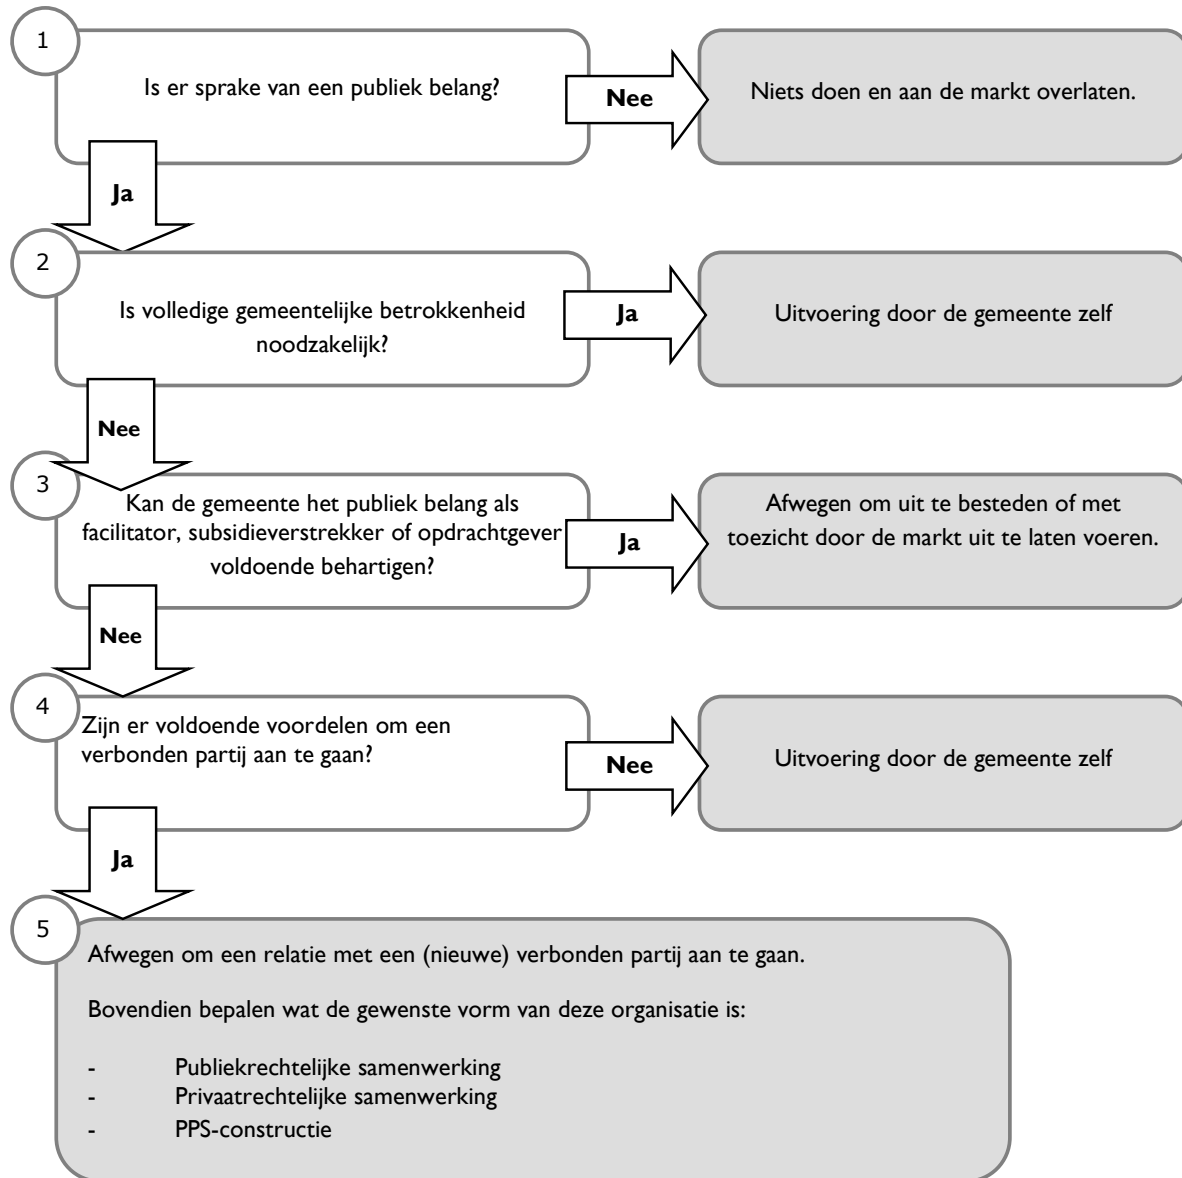 1
Is er sprake van een publiek belang?
Nee
Niets doen en aan de markt overlaten.
Ja
2
Is volledige gemeentelijke betrokkenheid
noodzakelijk?
Ja
Uitvoering door de gemeente zelf
Nee
3
Kan de gemeente het publiek belang als
facilitator, subsidieverstrekker of opdrachtgever
voldoende behartigen?
Ja
Afwegen om uit te besteden of met
toezicht door de markt uit te laten voeren.
Nee
4
Zijn er voldoende voordelen om een
verbonden partij aan te gaan?
Nee
Uitvoering door de gemeente zelf
Ja
5
Afwegen om een relatie met een (nieuwe) verbonden partij aan te gaan.
Bovendien bepalen wat de gewenste vorm van deze organisatie is:
- Publiekrechtelijke samenwerking
- Privaatrechtelijke samenwerking
- PPS-constructie